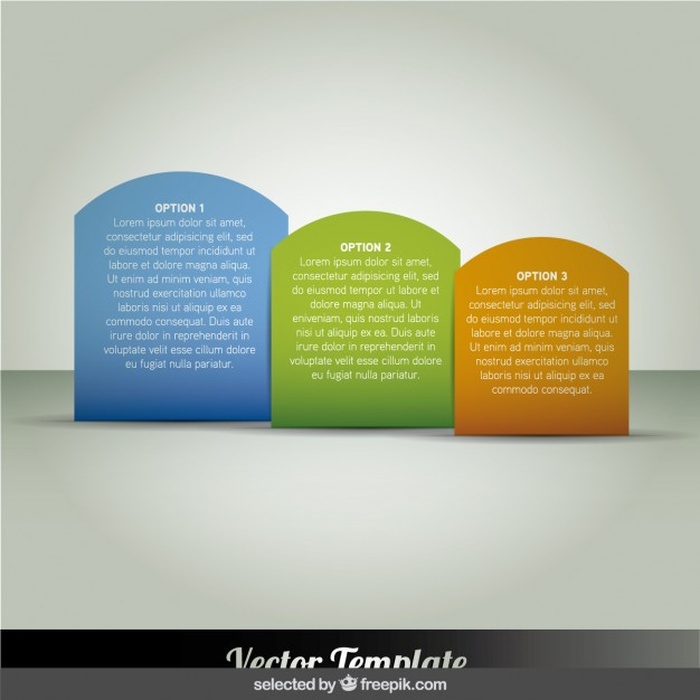 OPTION 1
Lorem ipsum dolor sit amet,
consectetur adipisicing elit, sed
do eiusmod tempor incididunt ut
labore et dolore magna aliqua.
Ut enim ad minim veniam, quis
nostrud exercitation ullamco
laboris nisi ut aliquip ex ea
commodo consequat. Duis aute
irure dolor in reprehenderit in
voluptate velit esse cillum dolore
eu fugiat nulla pariatur.
OPTION 2
Lorem ipsum dolor sit amet,
consectetur adipisicing elit, sed
do eiusmod tempor incididunt ut
dolore magna aliqua. Ut
eniveniam, quis nostrud
exercitation ullamco laboris
nisi ut aliquip ex ea. Duis aute
irure dolor in reprehenderit in
voluptate velit esse cillum dolore
eu fugiat nulla pariatur.
OPTION 3
Lorem ipsum dolor sit amet,
consectetur adipisicing elit, sed
do eiusmod tempor incididunt ut
labore et dolore magna aliqua.
Ut enim ad minim veniam, quis
nostrud exercitation ullamco
laboris nisi ut aliquip ex ea
commodo consequat.
Vector Template
selected by freepik.com